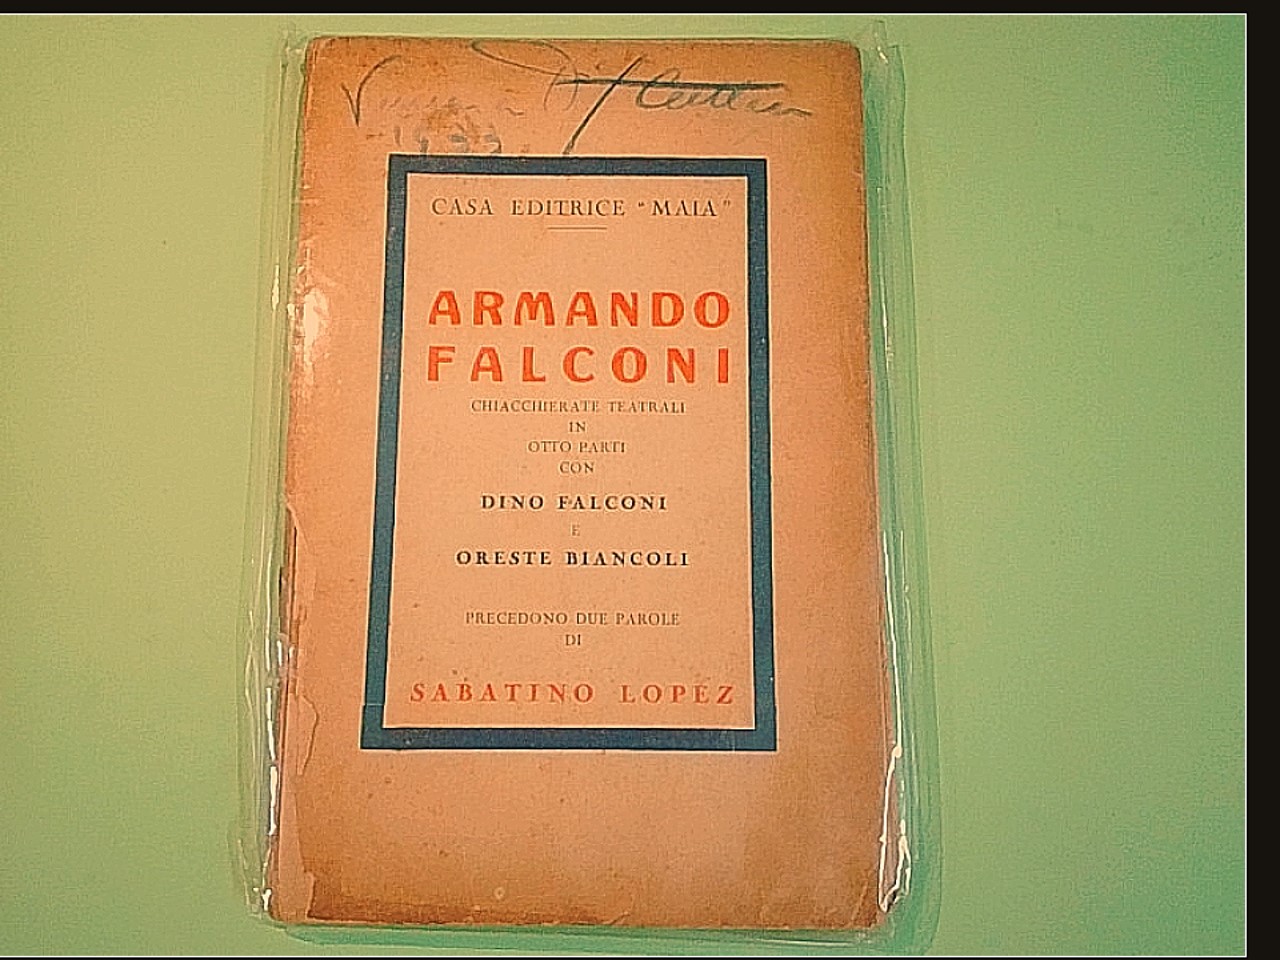 CASA EDITRICE "MAIA"
ARMANDO
FALCONI
CHIACCHIERATE TEATRALI
IN
OTTO PARTI
CON
DINO FALCONI
E
ORESTE BIANCOLI
PRECEDONO DUE PAROLE
DI
SABATINO LOPEZ